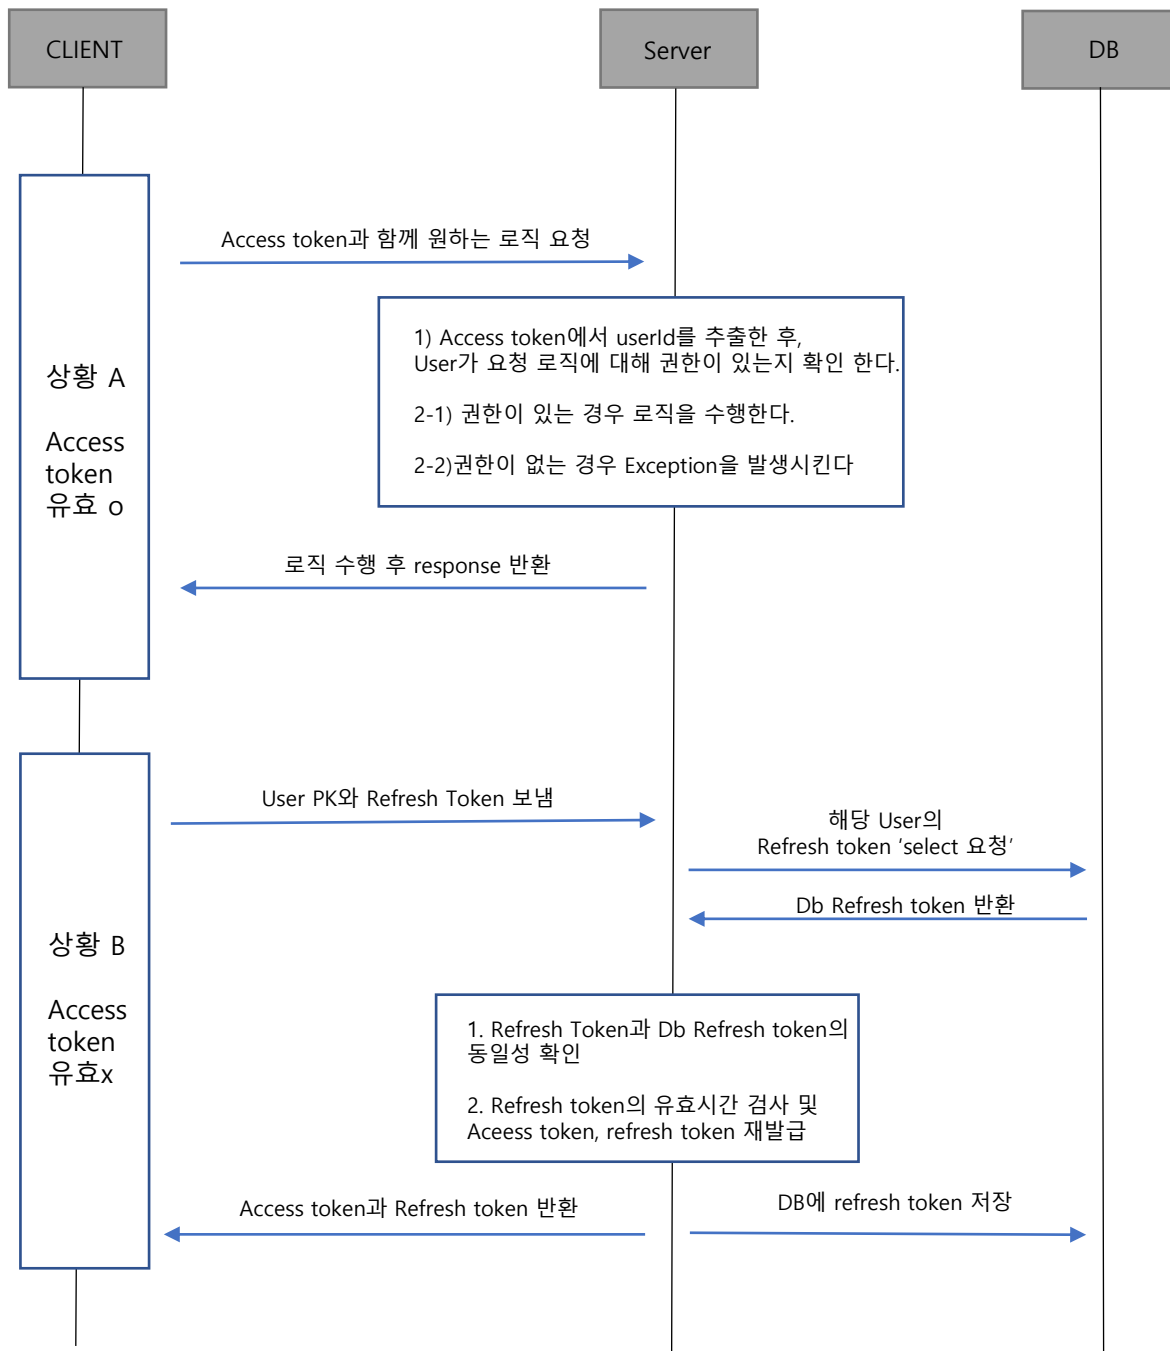 CLIENT
Server
DB
Access token과 함께 원하는 로직 요청
1) Access token에서 userId를 추출한 후,
User가 요청 로직에 대해 권한이 있는지 확인 한다.
2-1) 권한이 있는 경우 로직을 수행한다.
2-2)권한이 없는 경우 Exception을 발생시킨다
상황 A
Access
token
유효 o
로직 수행 후 response 반환
User PK와 Refresh Token 보냄
해당 User의
Refresh token ‘select 요청’
Db Refresh token 반환
상황 B
Access
token
유효x
1. Refresh Token과 Db Refresh token의
동일성 확인
2. Refresh token의 유효시간 검사 및
Aceess token, refresh token 재발급
Access token과 Refresh token 반환
DB에 refresh token 저장